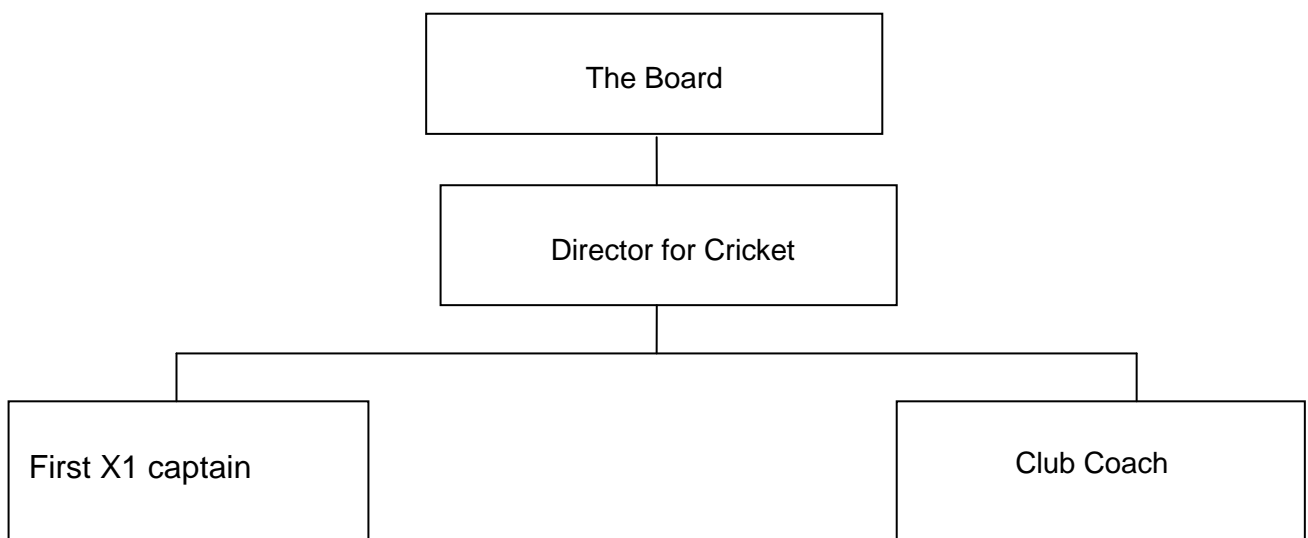 The Board
Director for Cricket
First X1 captain
Club Coach